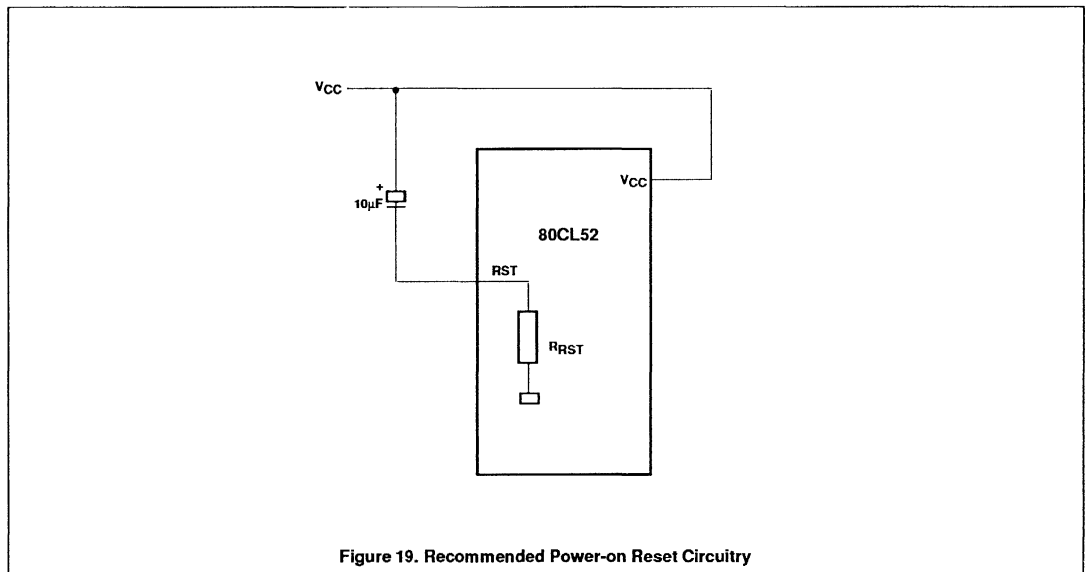 VCC
VCC
+
10µF
80CL52
RST
RRST
Figure 19. Recommended Power-on Reset Circuitry